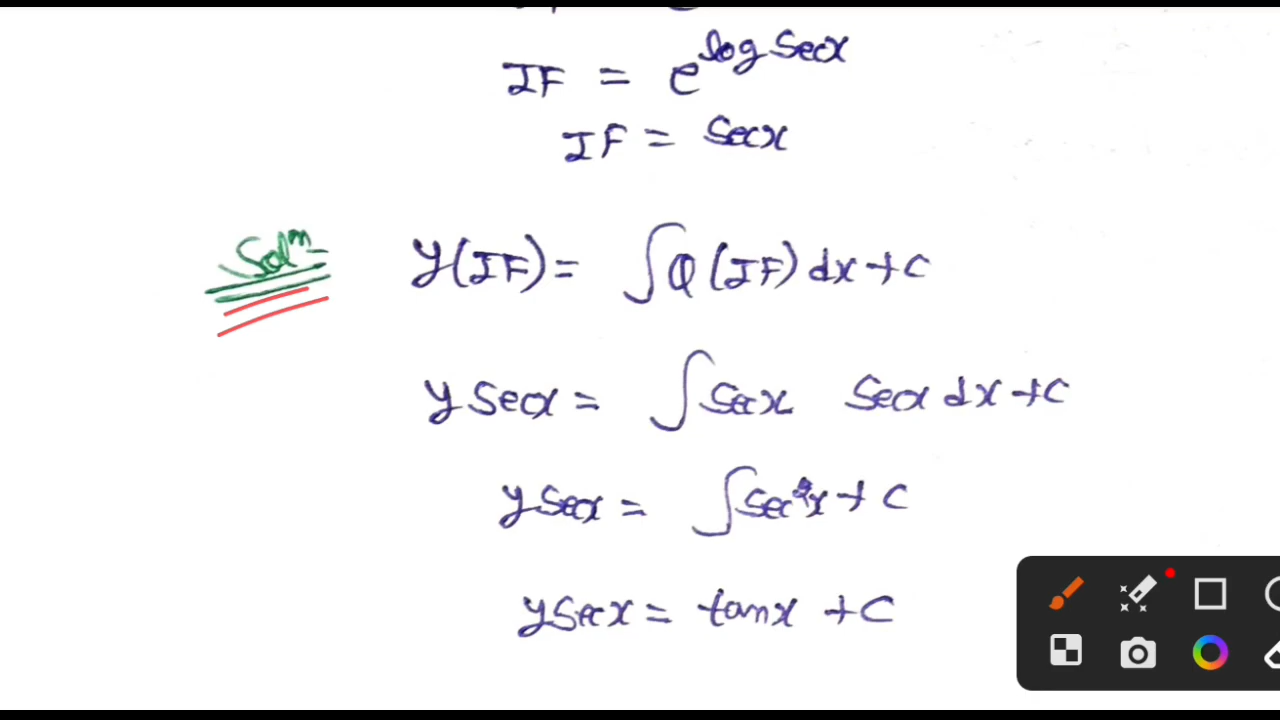 IF = e^log Secx
IF = Secx
Solⁿ y(IF) = ∫Q(IF) dx + C
y Secx = ∫Secx Secx dx + C
y Secx = ∫Sec²x + C
y Secx = tanx + C